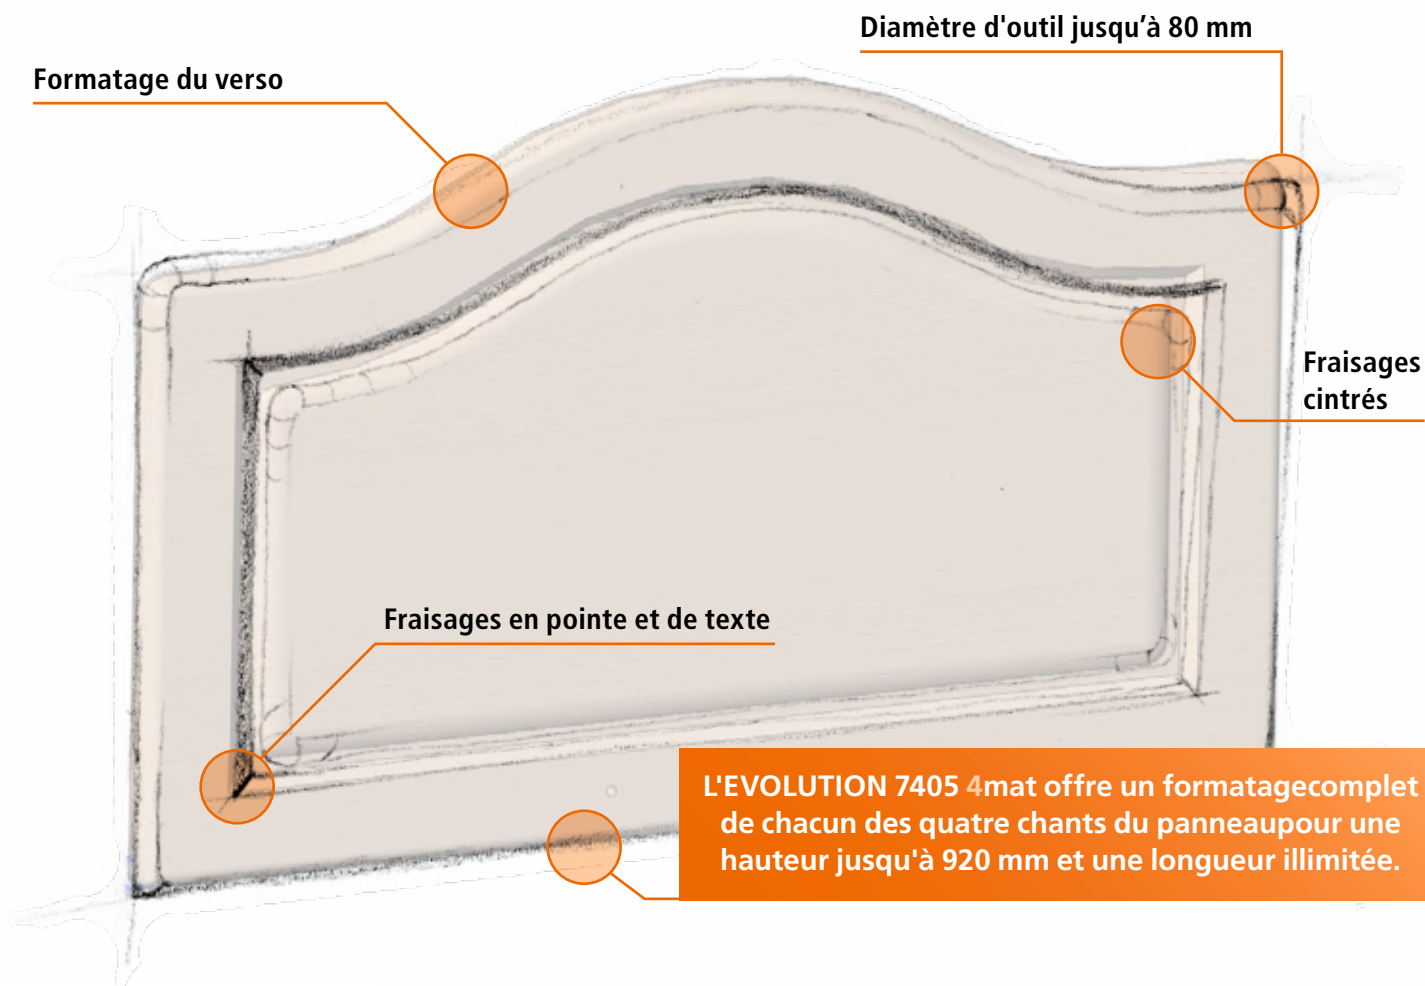 Diamètre d'outil jusqu’à 80 mm
Formatage du verso
Fraisages
cintrés
Fraisages en pointe et de texte
L'EVOLUTION 7405 4mat offre un formatagecomplet
de chacun des quatre chants du panneaupour une
hauteur jusqu'à 920 mm et une longueur illimitée.